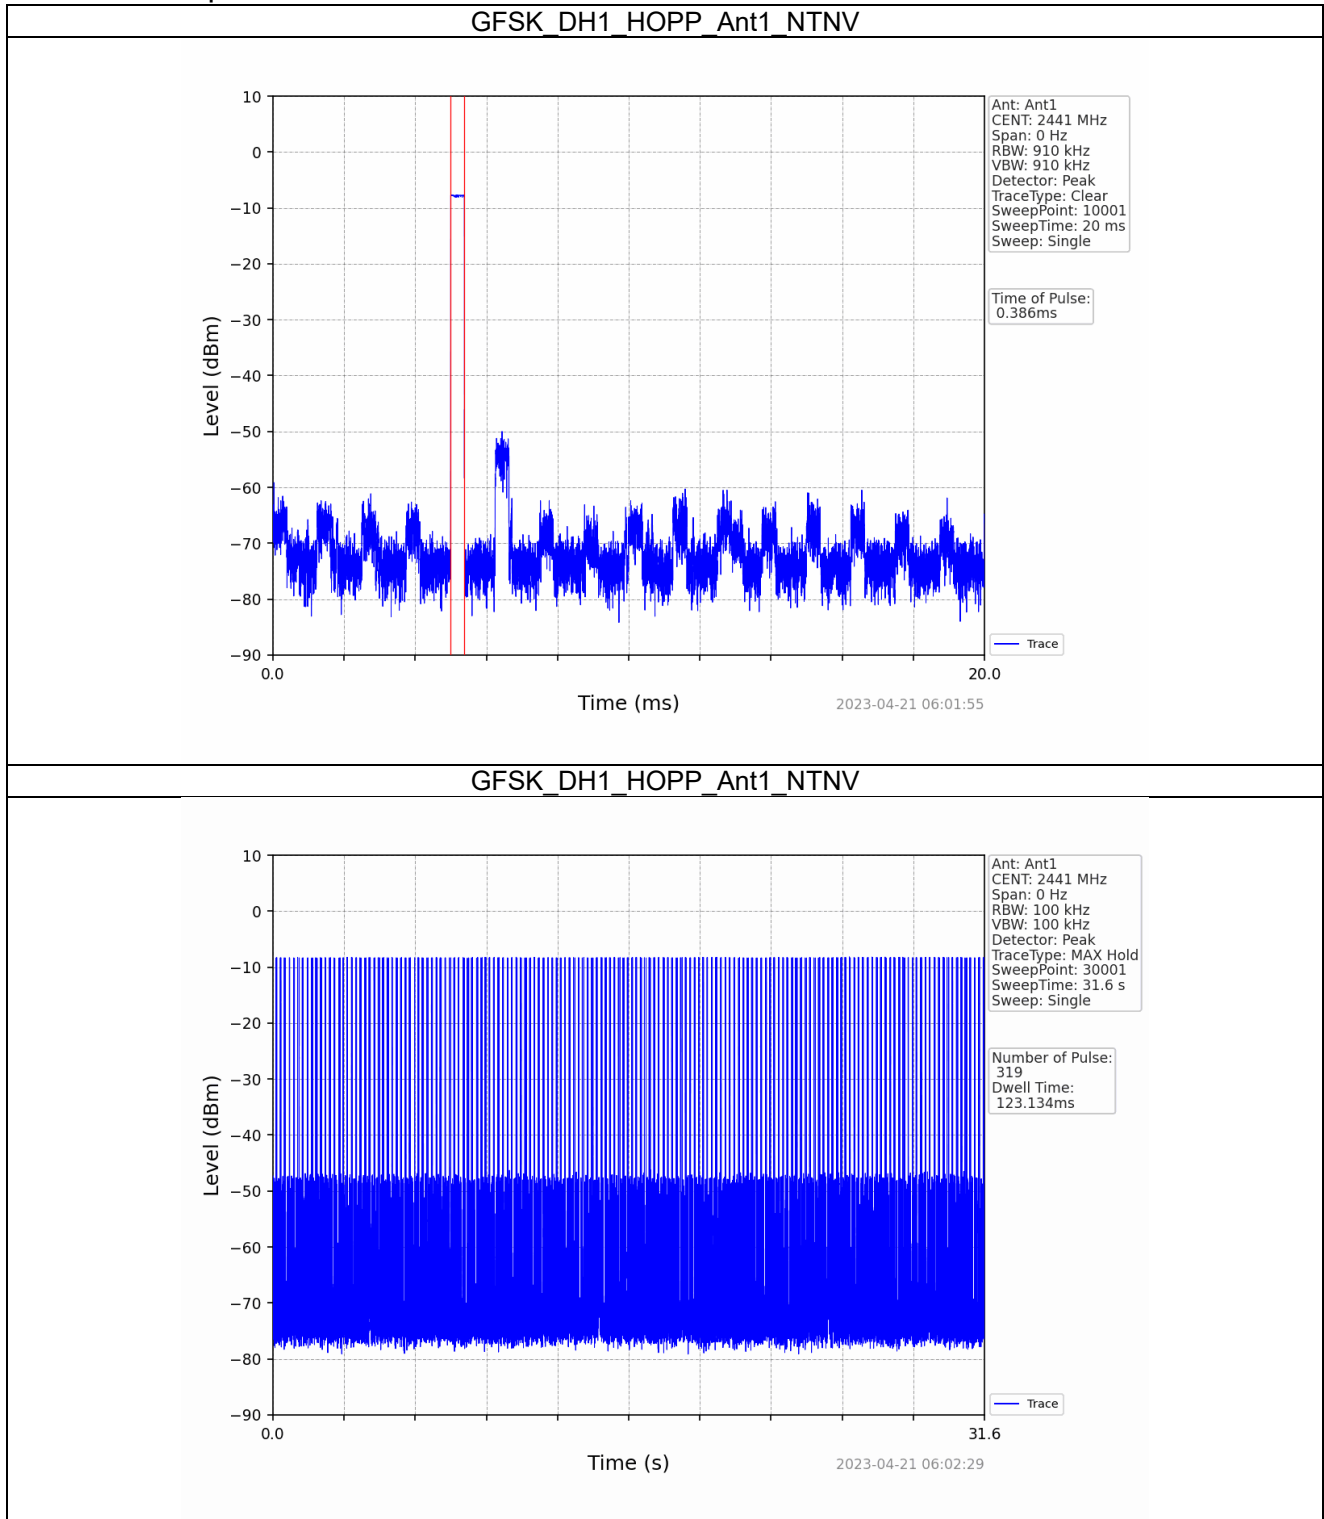 GFSK_DH1_HOPP_Ant1_NTNV
10
0
−10
−20
−30
−40
−50
−60
−70
−80
−90
Level (dBm)
0.0
20.0
Time (ms)
2023-04-21 06:01:55
Ant: Ant1
CENT: 2441 MHz
Span: 0 Hz
RBW: 910 kHz
VBW: 910 kHz
Detector: Peak
TraceType: Clear
SweepPoint: 10001
SweepTime: 20 ms
Sweep: Single
Time of Pulse:
0.386ms
Trace
GFSK_DH1_HOPP_Ant1_NTNV
10
0
−10
−20
−30
−40
−50
−60
−70
−80
−90
Level (dBm)
0.0
31.6
Time (s)
2023-04-21 06:02:29
Ant: Ant1
CENT: 2441 MHz
Span: 0 Hz
RBW: 100 kHz
VBW: 100 kHz
Detector: Peak
TraceType: MAX Hold
SweepPoint: 30001
SweepTime: 31.6 s
Sweep: Single
Number of Pulse:
319
Dwell Time:
123.134ms
Trace